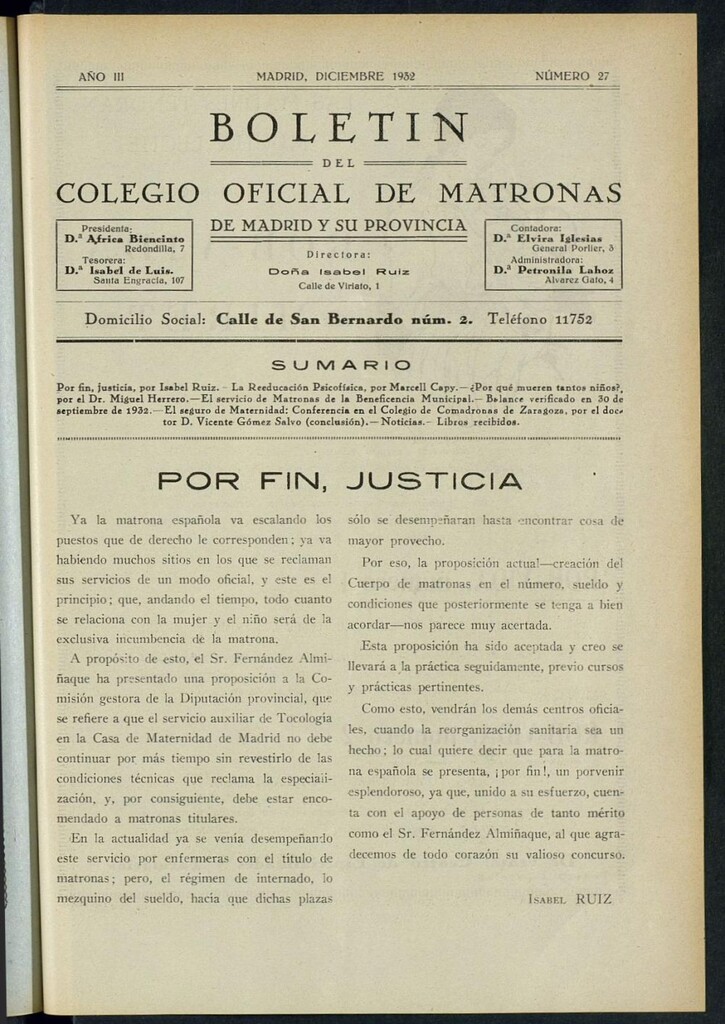 AÑO III MADRID, DICIEMBRE 1932 NÚMERO 27
BOLETIN
DEL
COLEGIO OFICIAL DE MATRONAS
DE MADRID Y SU PROVINCIA
Presidenta:
D.ª Africa Biencinto
Redondilla, 7
Tesorera:
D.ª Isabel de Luis.
Santa Engracia, 107
Directora:
Doña Isabel Ruiz
Calle de Viriato, 1
Contadora:
D.ª Elvira Iglesias
General Porlier, 3
Administradora:
D.ª Petronila Lahoz
Alvarez Gato, 4
Domicilio Social: Calle de San Bernardo núm. 2. Teléfono 11752
SUMARIO
Por fin, justicia, por Isabel Ruiz. - La Reeducación Psicofísica, por Marcell Capy.—¿Por qué mueren tantos niños?,
por el Dr. Miguel Herrero.—El servicio de Matronas de la Beneficencia Municipal.—Balance verificado en 30 de
septiembre de 1932.—El seguro de Maternidad: Conferencia en el Colegio de Comadronas de Zaragoza, por el doc-
tor D. Vicente Gómez Salvo (conclusión).—Noticias.- Libros recibidos.
POR FIN, JUSTICIA
Ya la matrona española va escalando los
puestos que de derecho le corresponden; ya va
habiendo muchos sitios en los que se reclaman
sus servicios de un modo oficial, y este es el
principio; que, andando el tiempo, todo cuanto
se relaciona con la mujer y el niño será de la
exclusiva incumbencia de la matrona.
A propósito de esto, el Sr. Fernández Almi-
ñaque ha presentado una proposición a la Co-
misión gestora de la Diputación provincial, que
se refiere a que el servicio auxiliar de Tocología
en la Casa de Maternidad de Madrid no debe
continuar por más tiempo sin revestirlo de las
condiciones técnicas que reclama la especiali-
zación, y, por consiguiente, debe estar enco-
mendado a matronas titulares.
En la actualidad ya se venía desempeñando
este servicio por enfermeras con el título de
matronas; pero, el régimen de internado, lo
mezquino del sueldo, hacía que dichas plazas
sólo se desempeñaran hasta encontrar cosa de
mayor provecho.
Por eso, la proposición actual—creación del
Cuerpo de matronas en el número, sueldo y
condiciones que posteriormente se tenga a bien
acordar—nos parece muy acertada.
Esta proposición ha sido aceptada y creo se
llevará a la práctica seguidamente, previo cursos
y prácticas pertinentes.
Como esto, vendrán los demás centros oficia-
les, cuando la reorganización sanitaria sea un
hecho; lo cual quiere decir que para la matro-
na española se presenta, ¡por fin!, un porvenir
esplendoroso, ya que, unido a su esfuerzo, cuen-
ta con el apoyo de personas de tanto mérito
como el Sr. Fernández Almiñaque, al que agra-
decemos de todo corazón su valioso concurso.
Isabel RUIZ